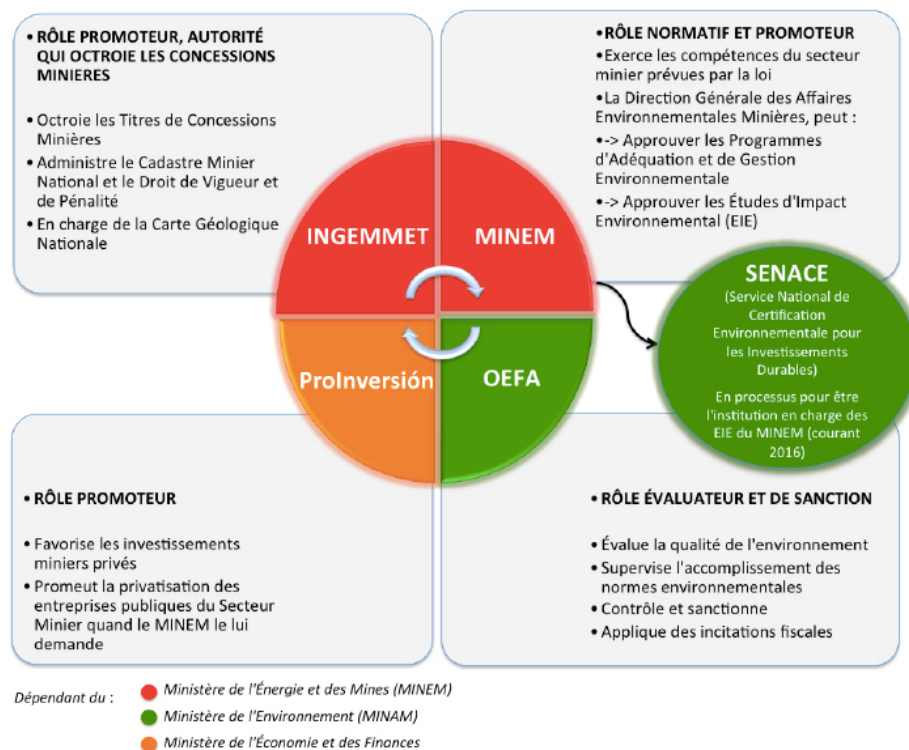 • RÔLE PROMOTEUR, AUTORITÉ
QUI OCTROIE LES CONCESSIONS
MINIERES
• Octroie les Titres de Concessions
Minières
• Administre le Cadastre Minier
National et le Droit de Vigueur et
de Pénalité
• En charge de la Carte Géologique
Nationale
•RÔLE NORMATIF ET PROMOTEUR
•Exerce les compétences du secteur
minier prévues par la loi
•La Direction Générale des Affaires
Environnementales Minières, peut :
•-> Approuver les Programmes
d'Adéquation et de Gestion
Environnementale
•-> Approuver les Études d'Impact
Environnemental (EIE)
INGEMMET
MINEM
ProInversión
OEFA
SENACE
(Service National de
Certification
Environnementale pour
les Investissements
Durables)
En processus pour être
l'institution en charge des
EIE du MINEM (courant
2016)
• RÔLE PROMOTEUR
• Favorise les investissements
miniers privés
• Promeut la privatisation des
entreprises publiques du Secteur
Minier quand le MINEM le lui
demande
• RÔLE ÉVALUATEUR ET DE SANCTION
• Évalue la qualité de l'environnement
• Supervise l'accomplissement des
normes environnementales
• Contrôle et sanctionne
• Applique des incitations fiscales
Dépendant du :
Ministère de l'Énergie et des Mines (MINEM)
Ministère de l'Environnement (MINAM)
Ministère de l'Économie et des Finances